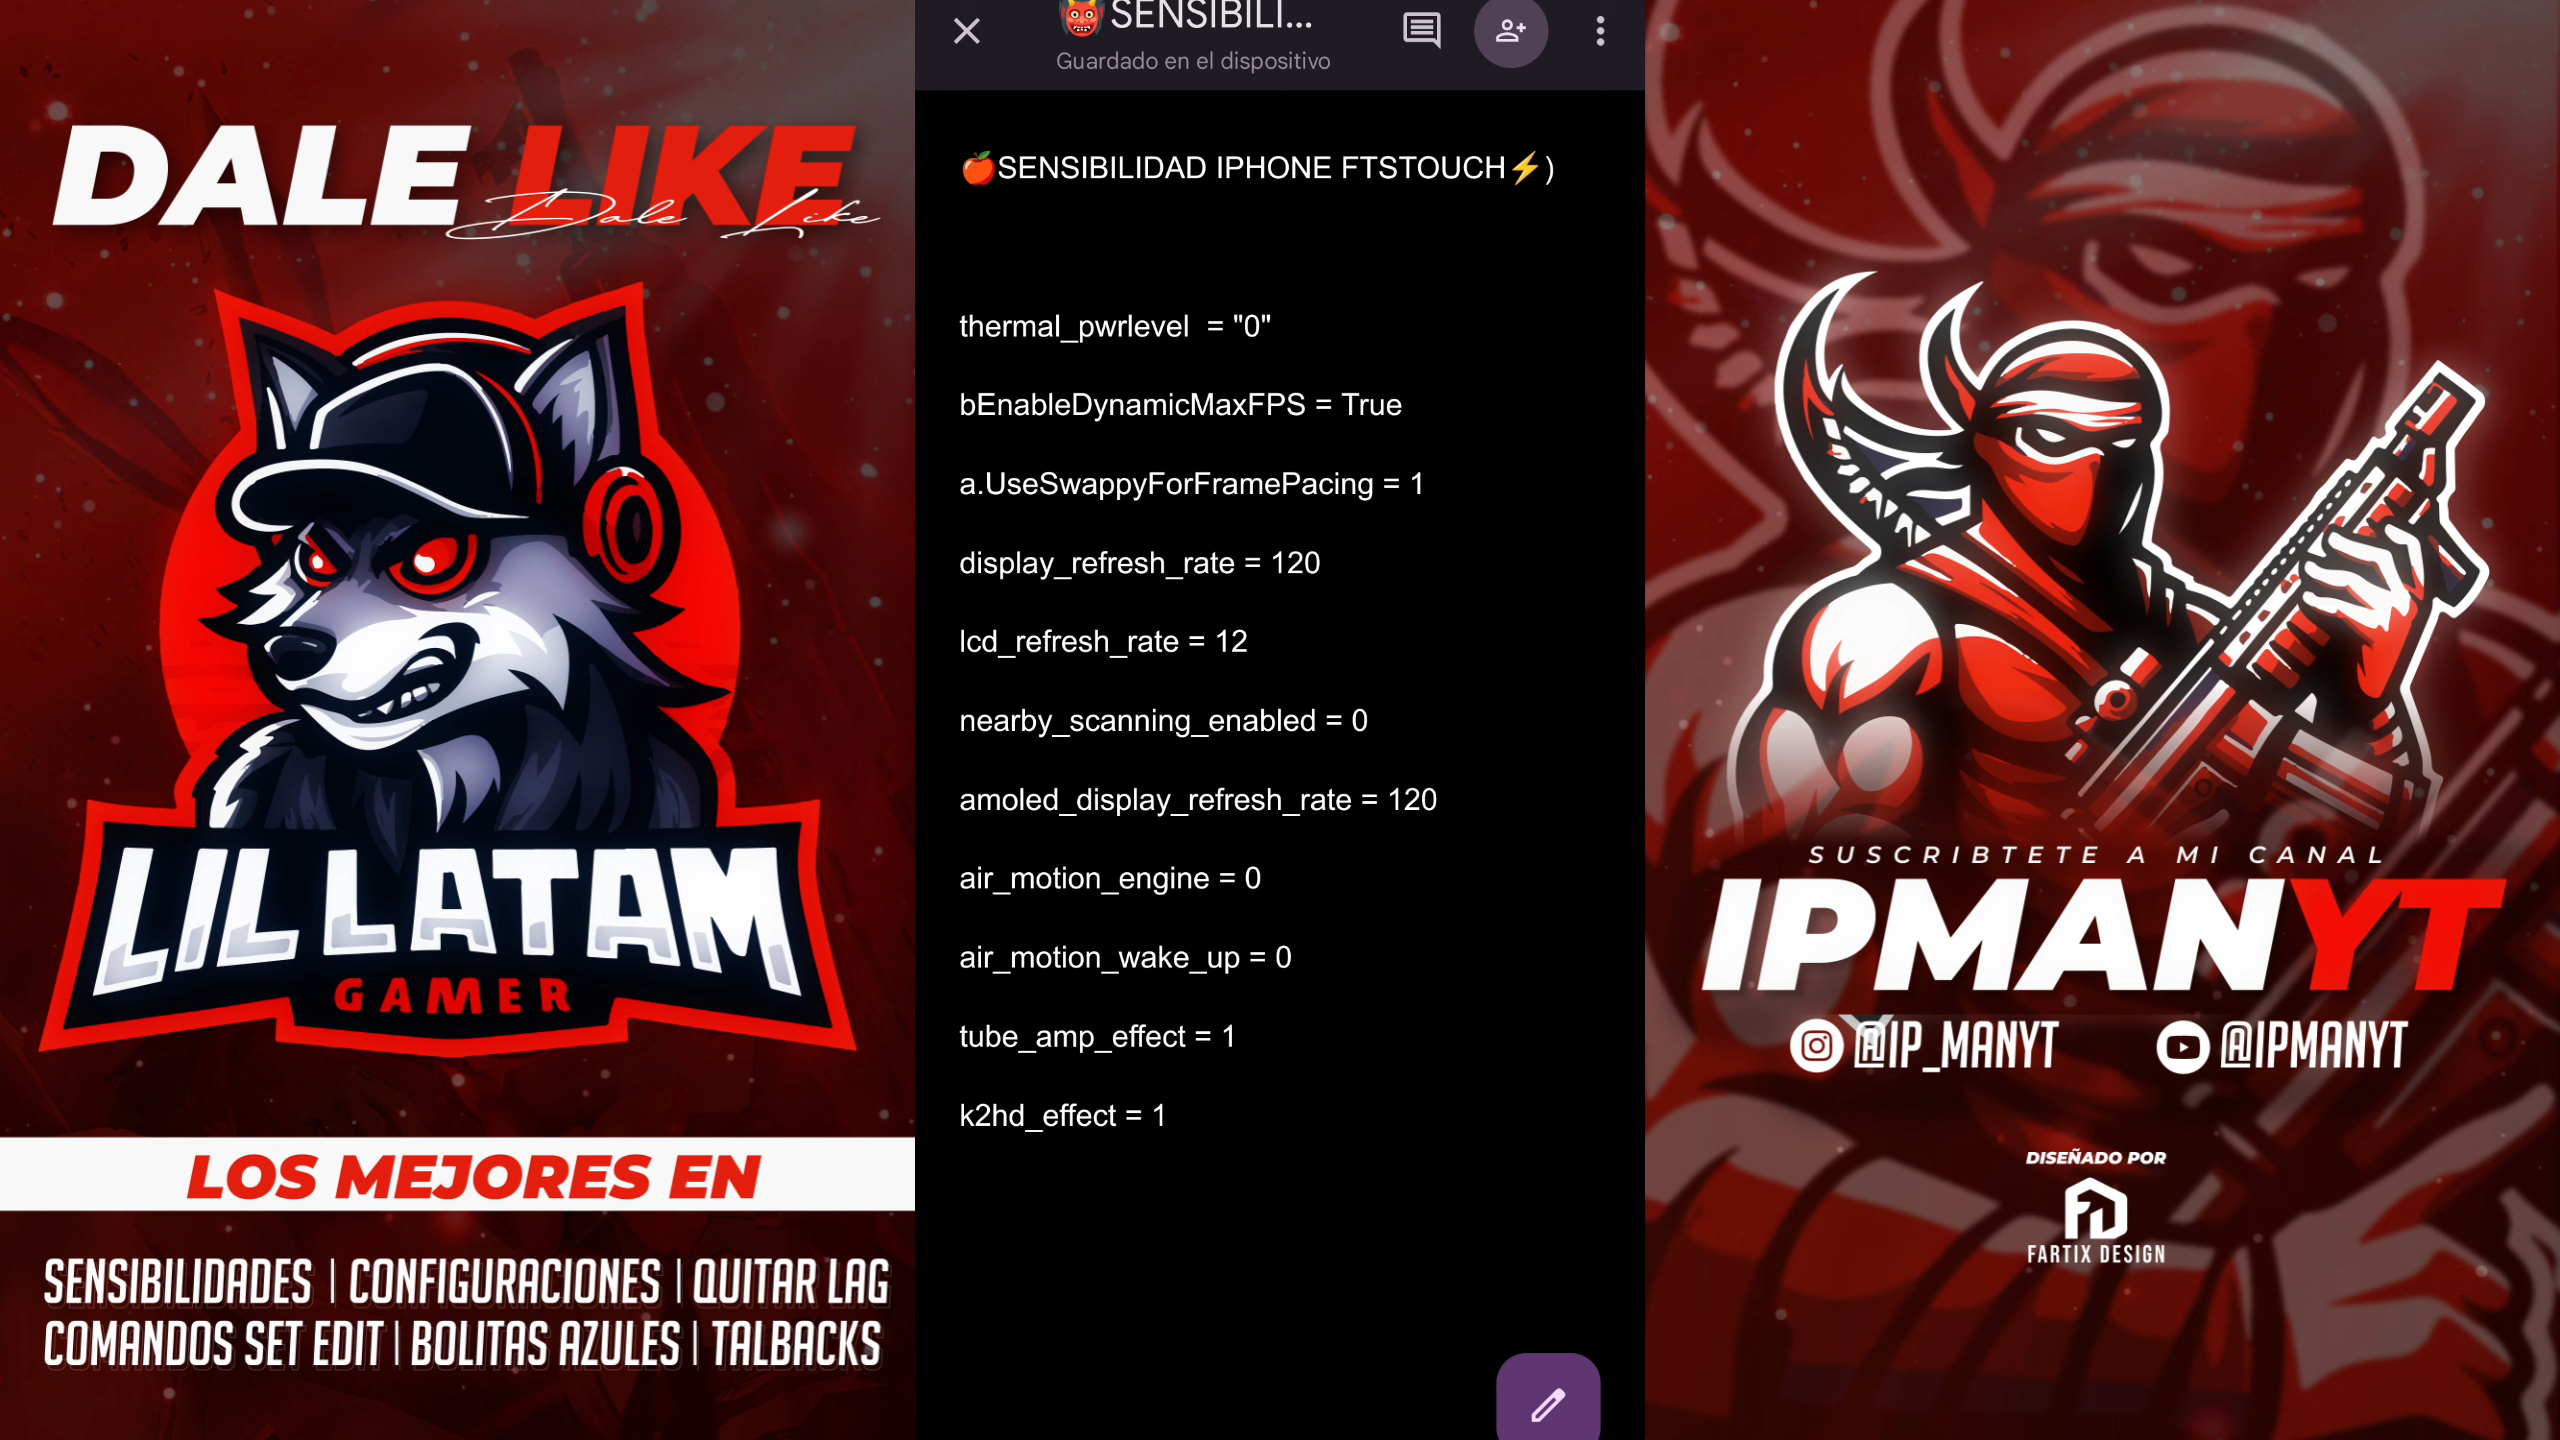 DALE LIKE
Dale Like
LIL LATAM
GAMER
LOS MEJORES EN
SENSIBILIDADES | CONFIGURACIONES | QUITAR LAG
COMANDOS SET EDIT | BOLITAS AZULES | TALBACKS
👹SENSIBILI...
Guardado en el dispositivo
🍎SENSIBILIDAD IPHONE FTSTOUCH⚡)
thermal_pwrlevel = "0"
bEnableDynamicMaxFPS = True
a.UseSwappyForFramePacing = 1
display_refresh_rate = 120
lcd_refresh_rate = 12
nearby_scanning_enabled = 0
amoled_display_refresh_rate = 120
air_motion_engine = 0
air_motion_wake_up = 0
tube_amp_effect = 1
k2hd_effect = 1
SUSCRIBTETE A MI CANAL
IPMANYT
@IP_MANYT @IPMANYT
DISEÑADO POR
FARTIX DESIGN